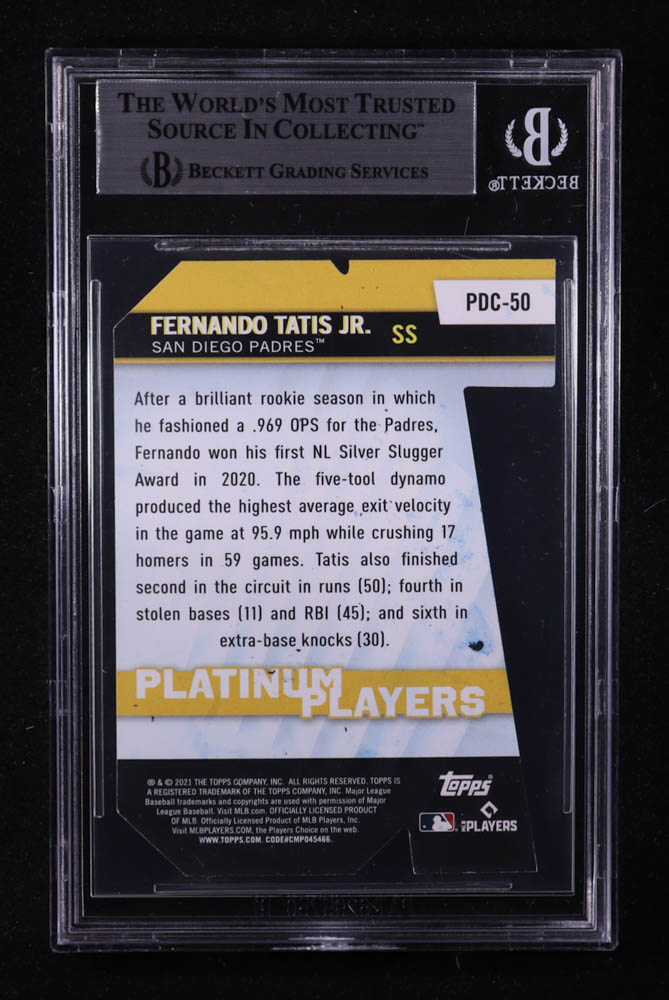 THE WORLD'S MOST TRUSTED
SOURCE IN COLLECTING™
B BECKETT GRADING SERVICES
B
BECKETT®
PDC-50
FERNANDO TATIS JR. SS
SAN DIEGO PADRES™
After a brilliant rookie season in which
he fashioned a .969 OPS for the Padres,
Fernando won his first NL Silver Slugger
Award in 2020. The five-tool dynamo
produced the highest average exit velocity
in the game at 95.9 mph while crushing 17
homers in 59 games. Tatis also finished
second in the circuit in runs (50); fourth in
stolen bases (11) and RBI (45); and sixth in
extra-base knocks (30).
PLATINUM
PLAYERS
® & © 2021 THE TOPPS COMPANY, INC. ALL RIGHTS RESERVED. TOPPS IS
A REGISTERED TRADEMARK OF THE TOPPS COMPANY, INC. Major League
Baseball trademarks and copyrights are used with permission of Major
League Baseball. Visit MLB.com. OFFICIALLY LICENSED PRODUCT
OF MLB. Officially Licensed Product of MLB Players, Inc.
Visit MLBPLAYERS.COM, the Players Choice on the web.
WWW.TOPPS.COM. CODE#CMP045466.
Topps
MLB PLAYERS